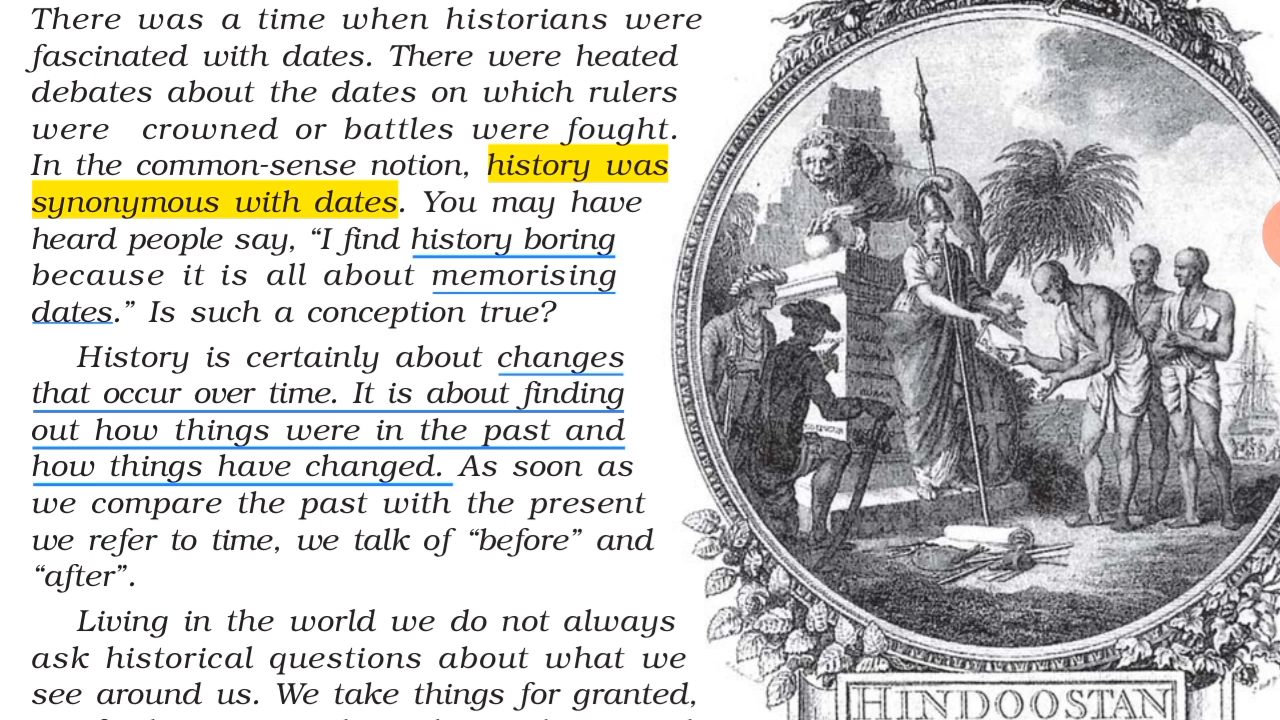 There was a time when historians were
fascinated with dates. There were heated
debates about the dates on which rulers
were crowned or battles were fought.
In the common-sense notion, history was
synonymous with dates. You may have
heard people say, “I find history boring
because it is all about memorising
dates.” Is such a conception true?
History is certainly about changes
that occur over time. It is about finding
out how things were in the past and
how things have changed. As soon as
we compare the past with the present
we refer to time, we talk of “before” and
“after”.
Living in the world we do not always
ask historical questions about what we
see around us. We take things for granted,
HINDOOSTAN